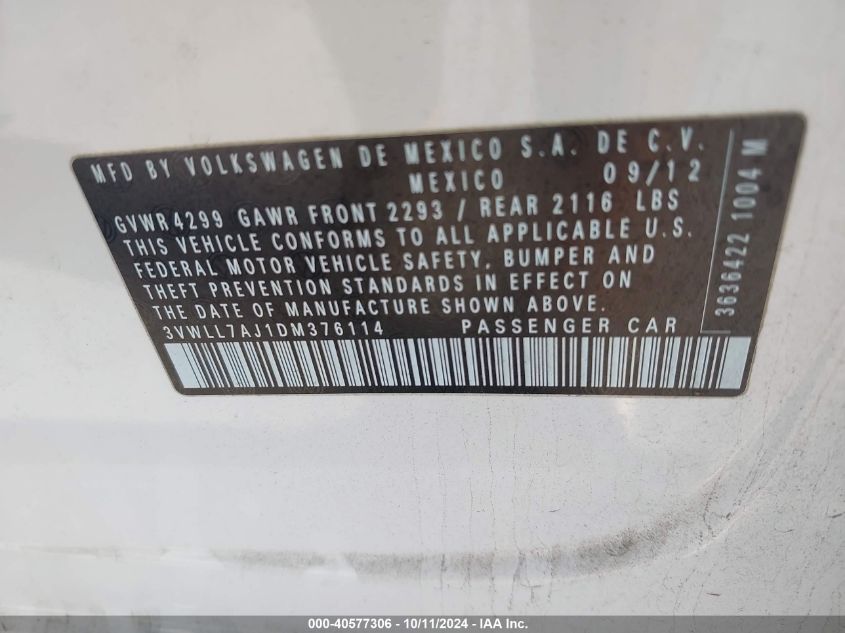 MFD BY VOLKSWAGEN DE MEXICO S.A. DE C.V.
MEXICO 09/12
GVWR 4299 GAWR FRONT 2293 / REAR 2116 LBS
THIS VEHICLE CONFORMS TO ALL APPLICABLE U.S.
FEDERAL MOTOR VEHICLE SAFETY, BUMPER AND
THEFT PREVENTION STANDARDS IN EFFECT ON
THE DATE OF MANUFACTURE SHOWN ABOVE.
3VWLL7AJ1DM376114 PASSENGER CAR
3636422 1004 M
000-40577306 - 10/11/2024 - IAA Inc.